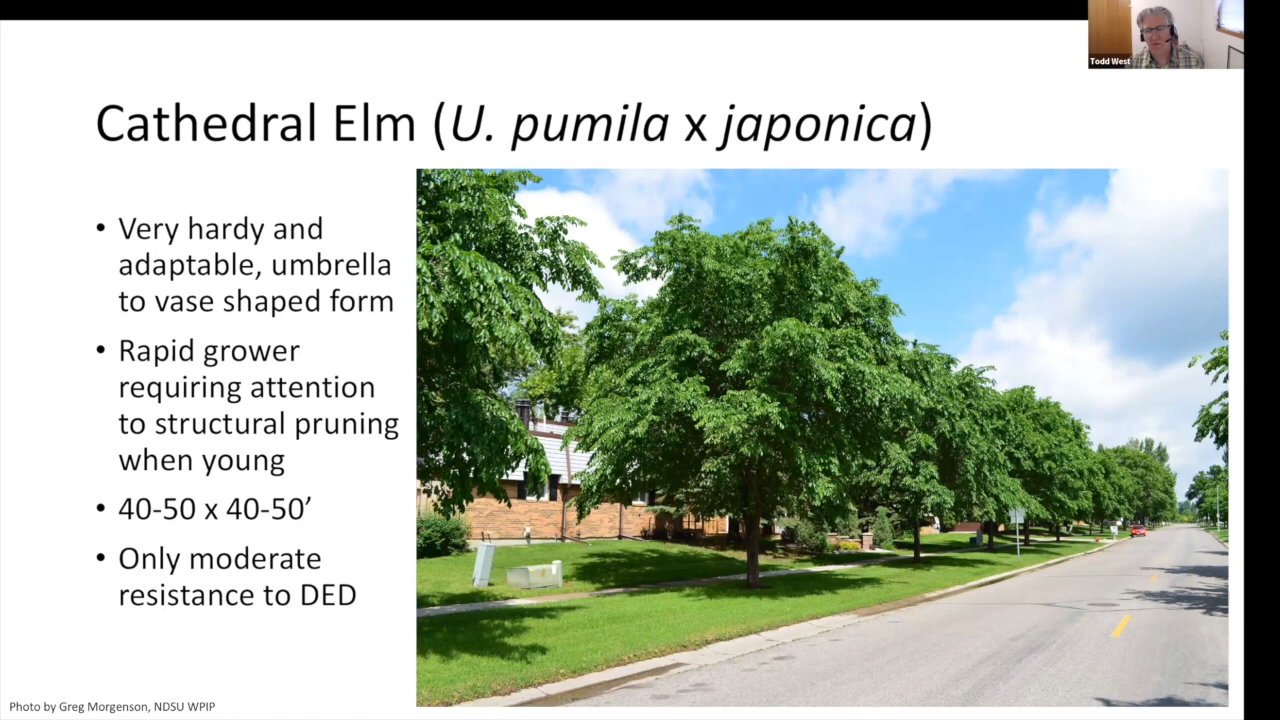 Todd West
Cathedral Elm (U. pumila x japonica)
• Very hardy and
adaptable, umbrella
to vase shaped form
• Rapid grower
requiring attention
to structural pruning
when young
• 40-50 x 40-50’
• Only moderate
resistance to DED
Photo by Greg Morgenson, NDSU WPIP